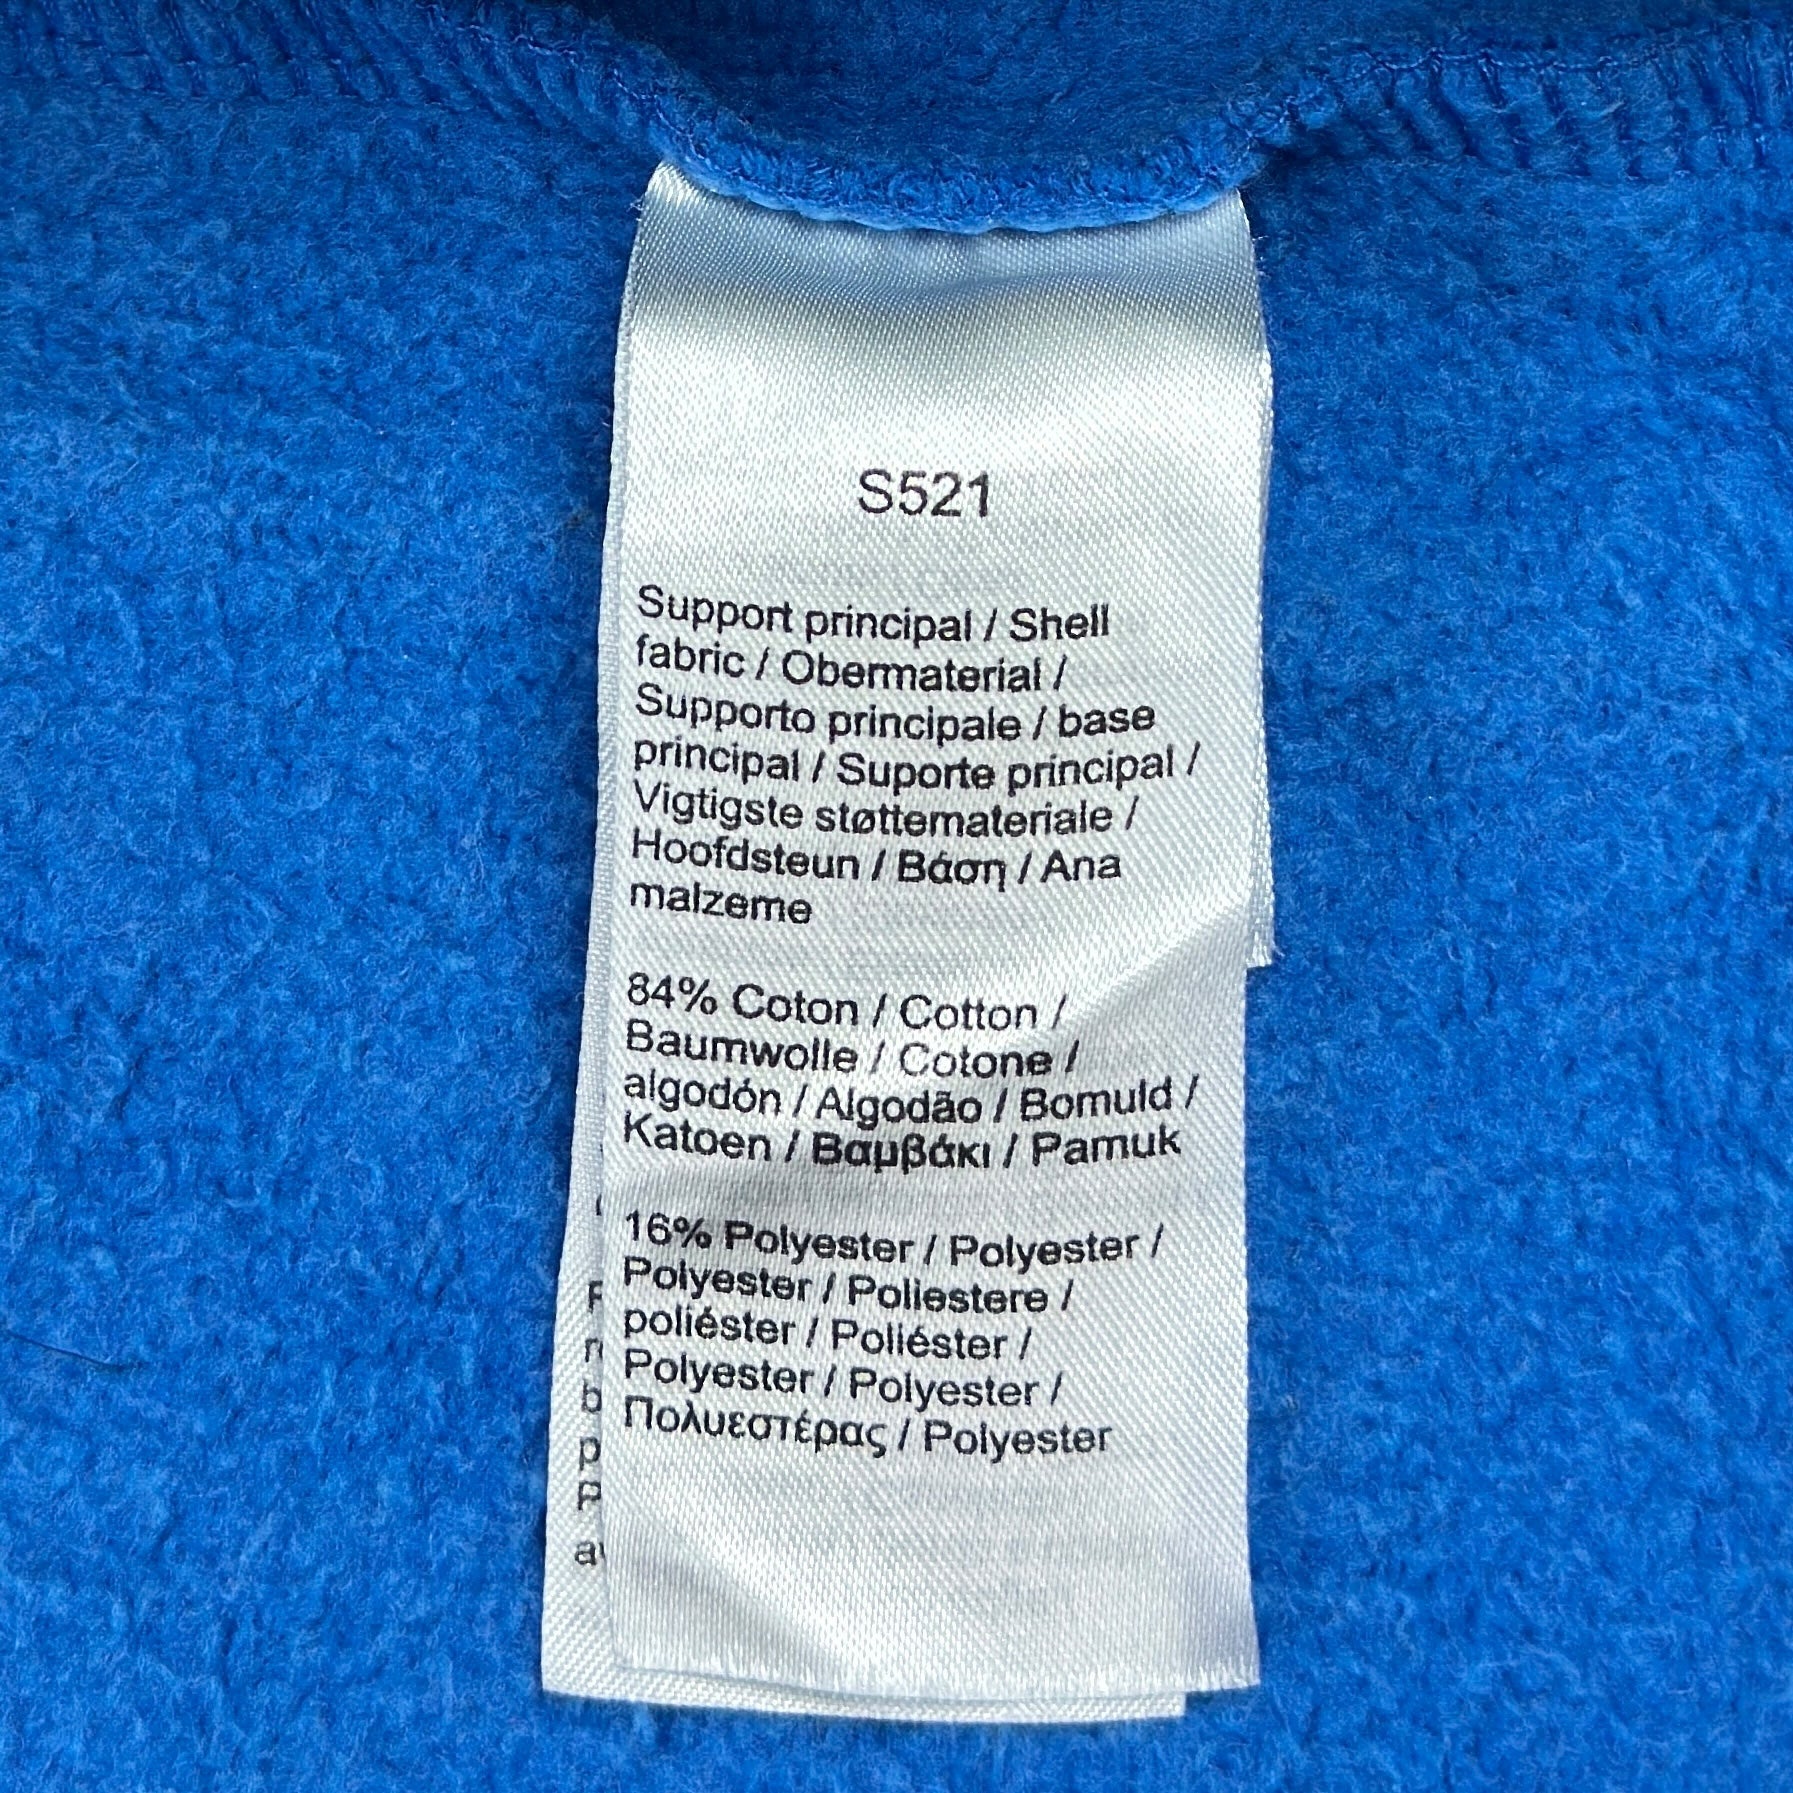 S521
Support principal / Shell
fabric / Obermaterial /
Supporto principale / base
principal / Suporte principal /
Vigtigste støttemateriale /
Hoofdsteun / Βάση / Ana
malzeme
84% Coton / Cotton /
Baumwolle / Cotone /
algodón / Algodão / Bomuld /
Katoen / Βαμβάκι / Pamuk
16% Polyester / Polyester /
Polyester / Poliestere /
poliéster / Poliéster /
Polyester / Polyester /
Πολυεστέρας / Polyester